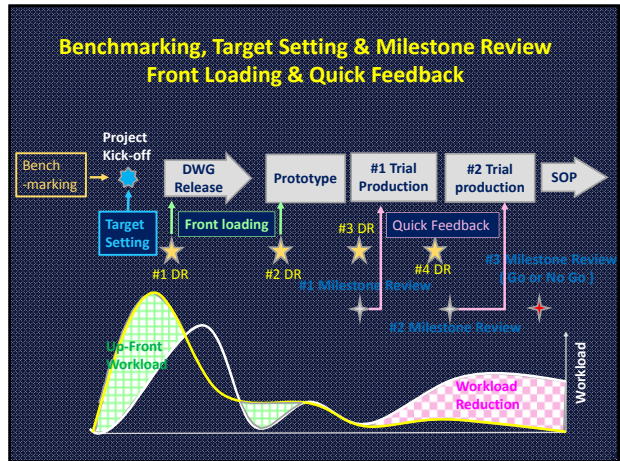 Benchmarking, Target Setting & Milestone Review
Front Loading & Quick Feedback
Project
Kick-off
Bench
-marking
DWG
Release
Prototype
#1 Trial
Production
#2 Trial
production
SOP
Target
Setting
Front loading
Quick Feedback
#1 DR
#2 DR
#3 DR
#4 DR
#1 Milestone Review
#2 Milestone Review
#3 Milestone Review
( Go or No Go )
Up-Front
Workload
Workload
Reduction
Workload